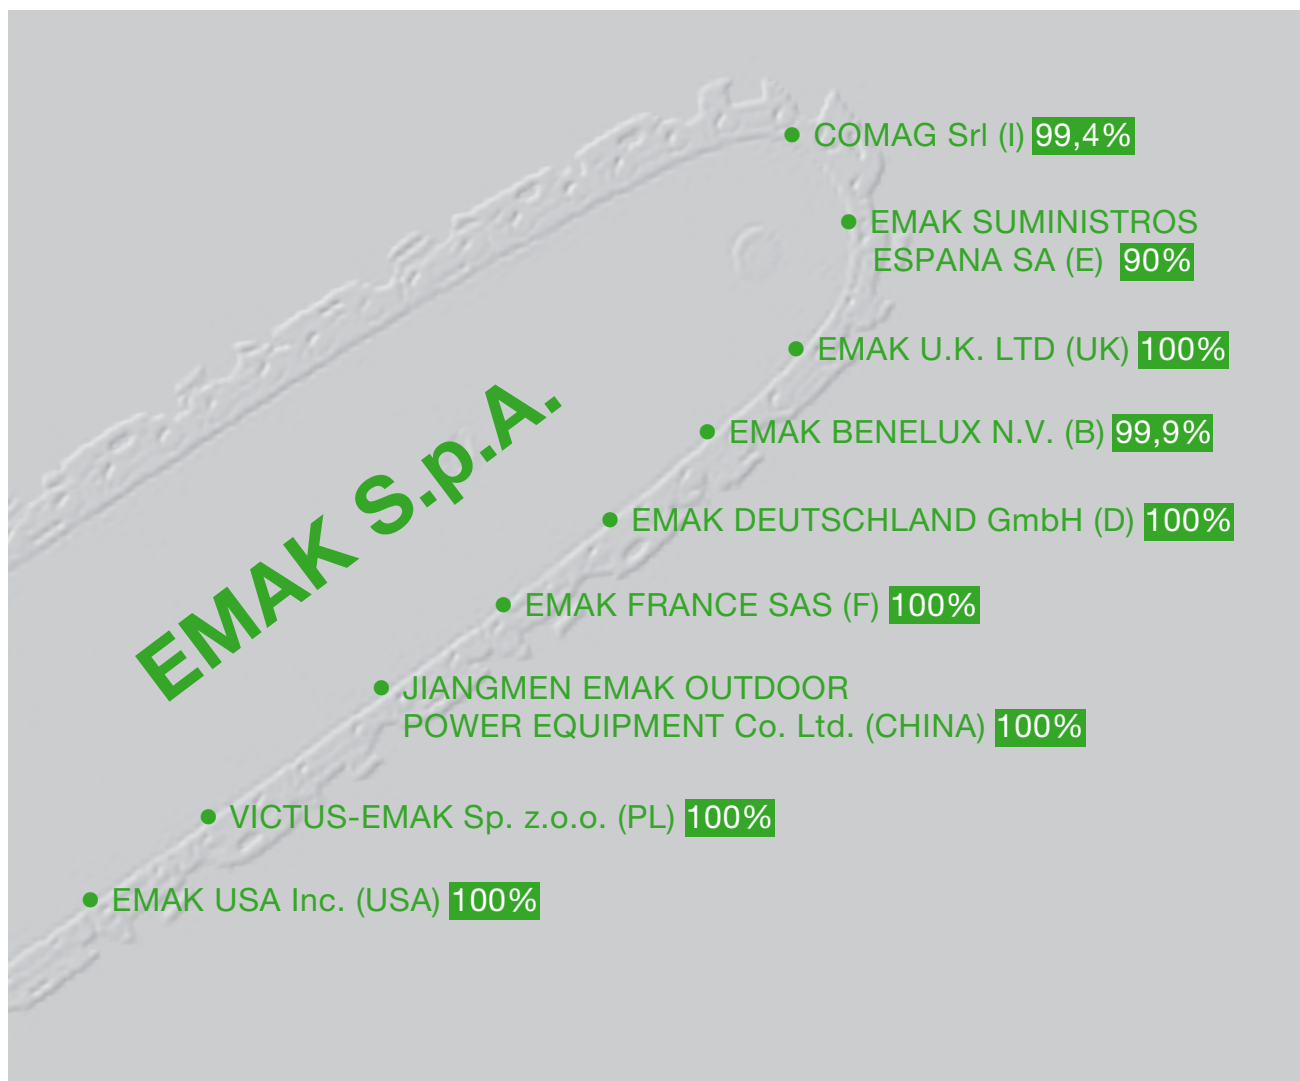 COMAG Srl (I) 99,4%
EMAK SUMINISTROS
ESPANA SA (E) 90%
EMAK U.K. LTD (UK) 100%
EMAK BENELUX N.V. (B) 99,9%
EMAK DEUTSCHLAND GmbH (D) 100%
EMAK FRANCE SAS (F) 100%
JIANGMEN EMAK OUTDOOR
POWER EQUIPMENT Co. Ltd. (CHINA) 100%
VICTUS-EMAK Sp. z.o.o. (PL) 100%
EMAK USA Inc. (USA) 100%
EMAK S.p.A.